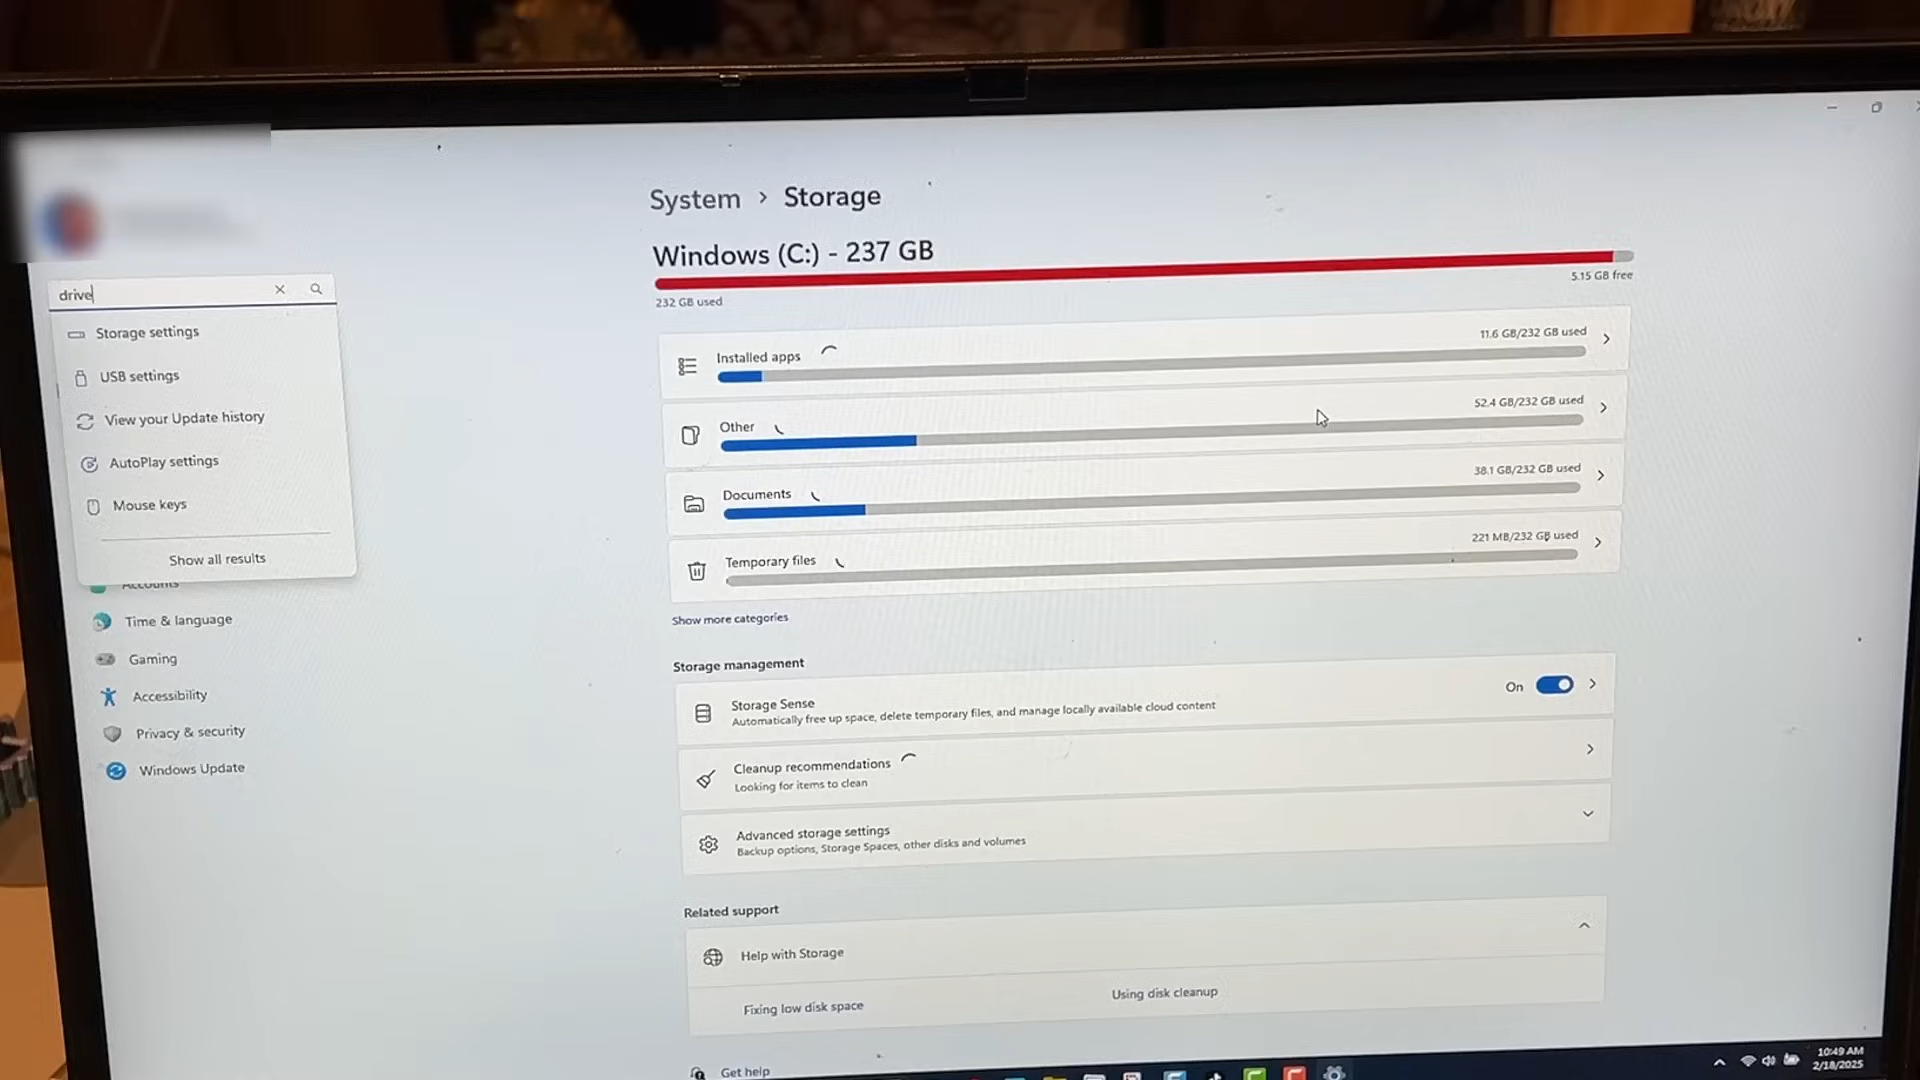 System > Storage
Windows (C:) - 237 GB
232 GB used
5.15 GB free
drive
Storage settings
USB settings
View your Update history
AutoPlay settings
Mouse keys
Show all results
Accounts
Time & language
Gaming
Accessibility
Privacy & security
Windows Update
Installed apps
11.6 GB/232 GB used
Other
52.4 GB/232 GB used
Documents
38.1 GB/232 GB used
Temporary files
221 MB/232 GB used
Show more categories
Storage management
Storage Sense
Automatically free up space, delete temporary files, and manage locally available cloud content
On
Cleanup recommendations
Looking for items to clean
Advanced storage settings
Backup options, Storage Spaces, other disks and volumes
Related support
Help with Storage
Fixing low disk space
Using disk cleanup
Get help
10:49 AM
2/18/2025